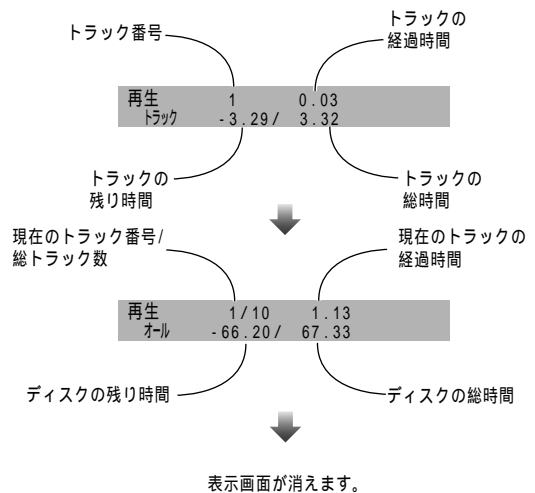 トラック番号
トラックの
経過時間
再生 1 0.03
トラック -3.29/ 3.32
トラックの
残り時間
トラックの
総時間
現在のトラック番号/
総トラック数
現在のトラックの
経過時間
再生 1/10 1.13
オール -66.20/ 67.33
ディスクの残り時間
ディスクの総時間
表示画面が消えます。